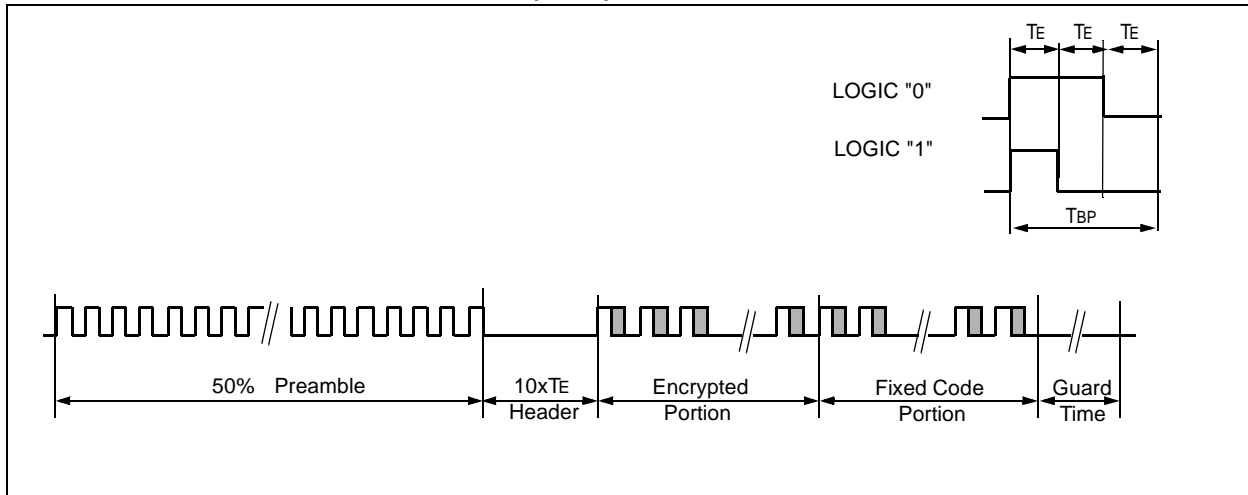 TE TE TE
LOGIC "0"
LOGIC "1"
TBP
50% Preamble
10xTE
Header
Encrypted
Portion
Fixed Code
Portion
Guard
Time